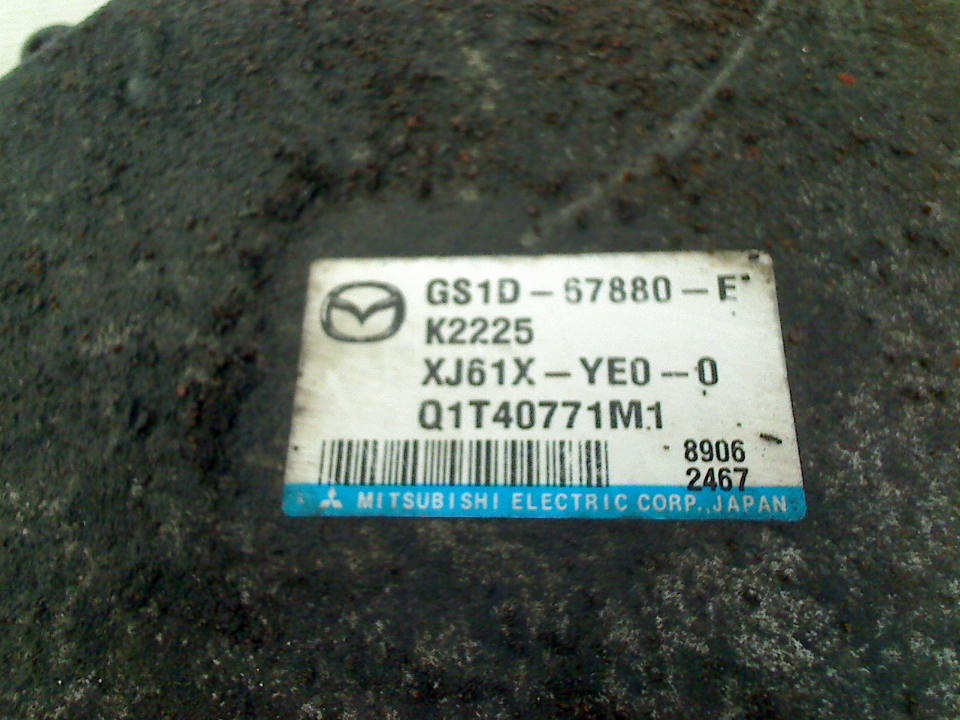 GS1D-67880-E
K2225
XJ61X-YE0-0
Q1T40771M1
8906
2467
MITSUBISHI ELECTRIC CORP., JAPAN